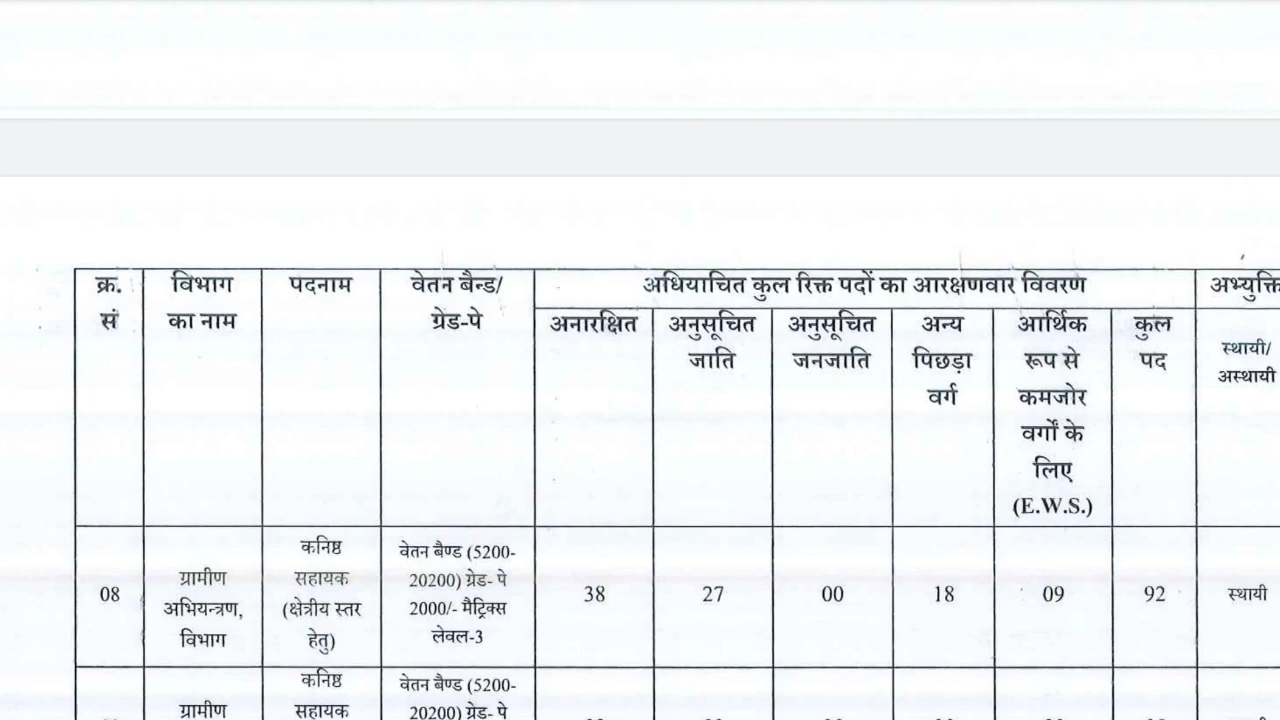 क्र. सं
विभाग का नाम
पदनाम
वेतन बैन्ड/ ग्रेड-पे
अधियाचित कुल रिक्त पदों का आरक्षणवार विवरण
अनारक्षित
अनुसूचित जाति
अनुसूचित जनजाति
अन्य पिछड़ा वर्ग
आर्थिक रूप से कमजोर वर्गों के लिए (E.W.S.)
कुल पद
अभ्युक्ति
स्थायी/ अस्थायी
08
ग्रामीण अभियन्त्रण, विभाग
कनिष्ठ सहायक (क्षेत्रीय स्तर हेतु)
वेतन बैण्ड (5200-20200) ग्रेड- पे 2000/- मैट्रिक्स लेवल-3
38
27
00
18
09
92
स्थायी
ग्रामीण
कनिष्ठ सहायक
वेतन बैण्ड (5200-20200) ग्रेड- पे